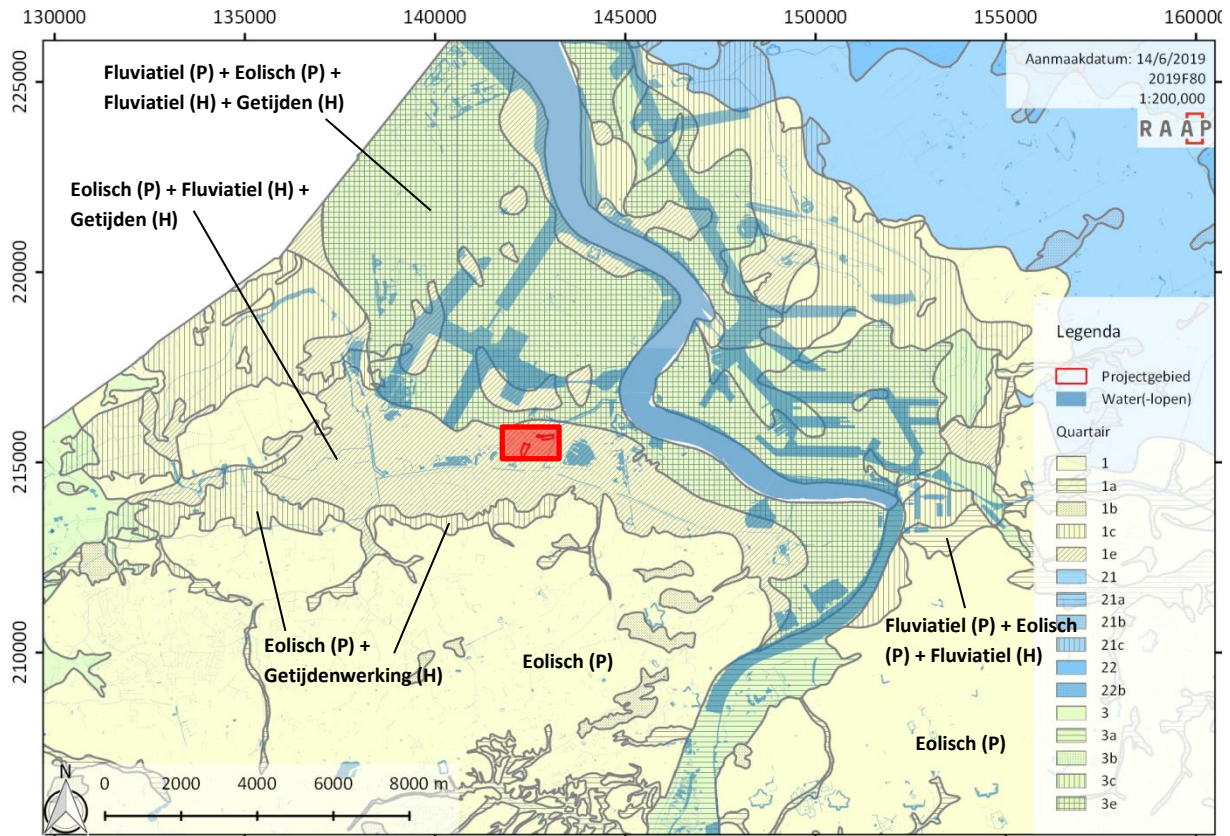 130000
135000
140000
145000
150000
155000
160000
225000
220000
215000
210000
Fluviatiel (P) + Eolisch (P) +
Fluviatiel (H) + Getijden (H)
Eolisch (P) + Fluviatiel (H) +
Getijden (H)
Aanmaakdatum: 14/6/2019
2019F80
1:200,000
RAAP
Eolisch (P) +
Getijdenwerking (H)
Eolisch (P)
Fluviatiel (P) + Eolisch
(P) + Fluviatiel (H)
Eolisch (P)
Legenda
Projectgebied
Water(-lopen)
Quartair
1
1a
1b
1c
1e
21
21a
21b
21c
22
22b
3
3a
3b
3c
3e
N
0 2000 4000 6000 8000 m